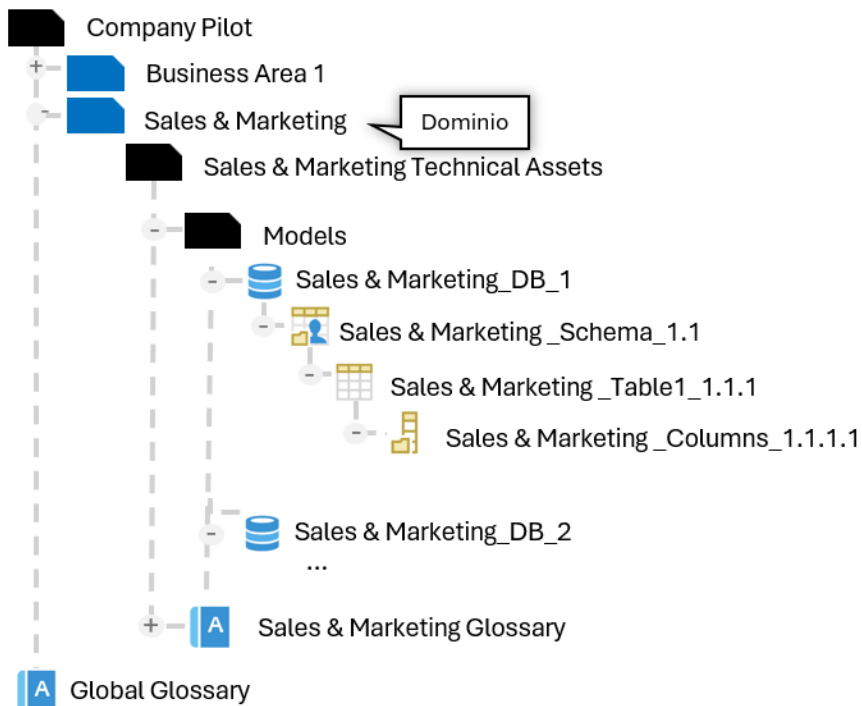 Company Pilot
+
Business Area 1
-
Sales & Marketing
Dominio
Sales & Marketing Technical Assets
-
Models
-
Sales & Marketing_DB_1
-
Sales & Marketing _Schema_1.1
-
Sales & Marketing _Table1_1.1.1
-
Sales & Marketing _Columns_1.1.1.1
-
Sales & Marketing_DB_2
...
+
A
Sales & Marketing Glossary
A
Global Glossary